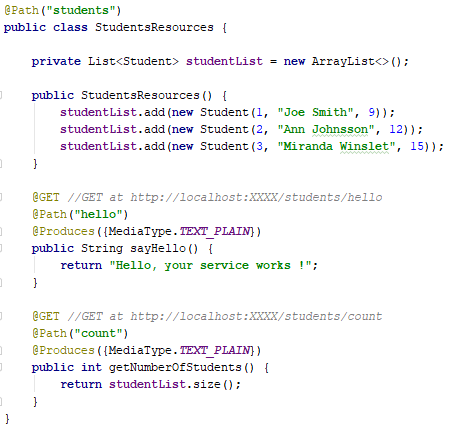 @Path("students")
public class StudentsResources {
private List<Student> studentList = new ArrayList<>();
public StudentsResources() {
studentList.add(new Student(1, "Joe Smith", 9));
studentList.add(new Student(2, "Ann Johnsson", 12));
studentList.add(new Student(3, "Miranda Winslet", 15));
}
@GET //GET at http://localhost:XXXX/students/hello
@Path("hello")
@Produces({MediaType.TEXT_PLAIN})
public String sayHello() {
return "Hello, your service works !";
}
@GET //GET at http://localhost:XXXX/students/count
@Path("count")
@Produces({MediaType.TEXT_PLAIN})
public int getNumberOfStudents() {
return studentList.size();
}
}